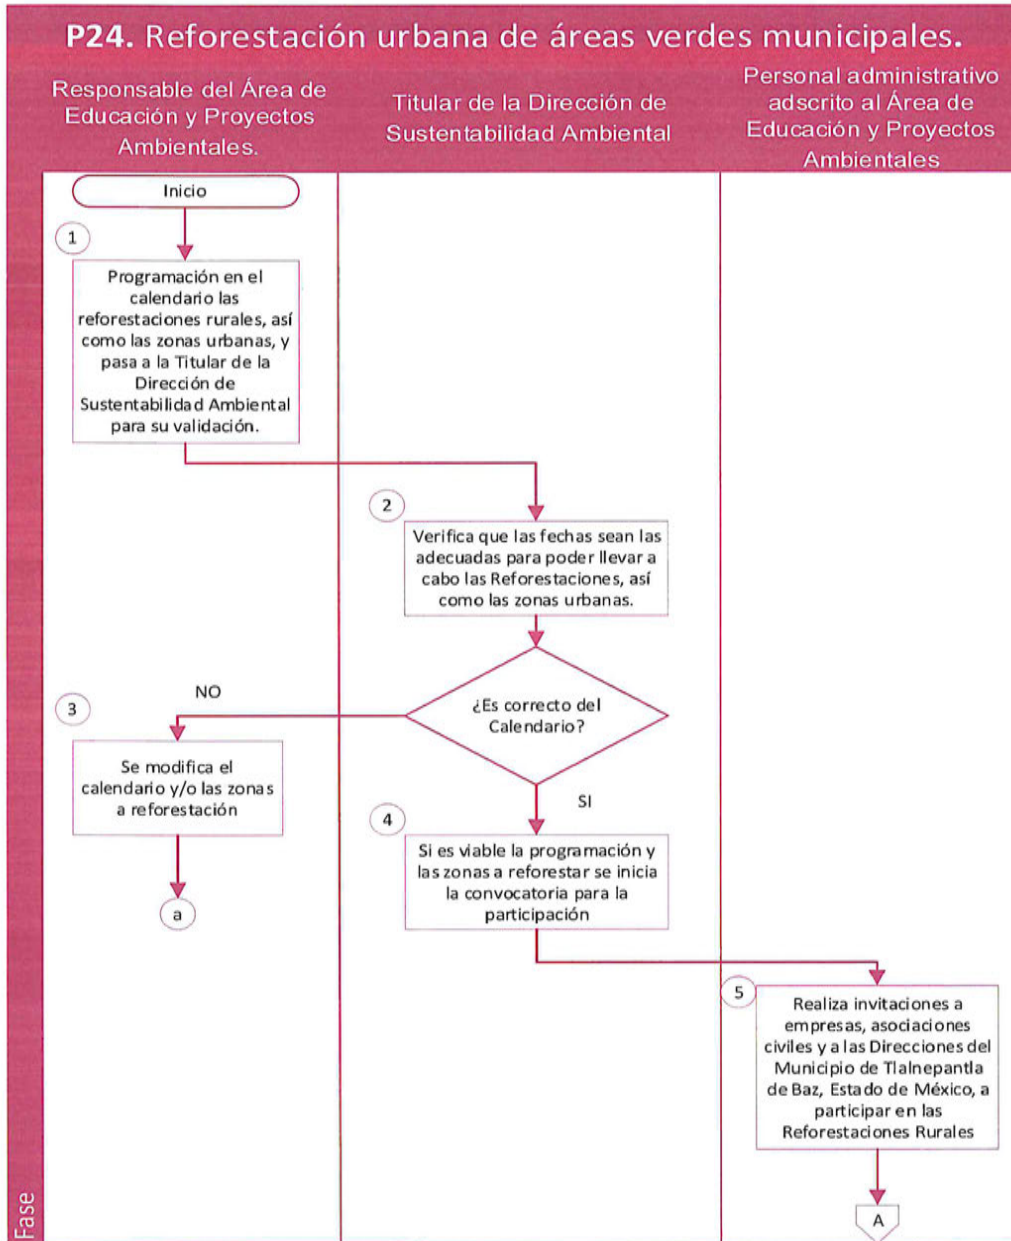 P24. Reforestación urbana de áreas verdes municipales.
Responsable del Área de
Educación y Proyectos
Ambientales.
Titular de la Dirección de
Sustentabilidad Ambiental
Personal administrativo
adscrito al Área de
Educación y Proyectos
Ambientales
Inicio
1
Programación en el
calendario las
reforestaciones rurales, así
como las zonas urbanas, y
pasa a la Titular de la
Dirección de
Sustentabilidad Ambiental
para su validación.
2
Verifica que las fechas sean las
adecuadas para poder llevar a
cabo las Reforestaciones, así
como las zonas urbanas.
¿Es correcto del
Calendario?
NO
3
Se modifica el
calendario y/o las zonas
a reforestación
a
SI
4
Si es viable la programación y
las zonas a reforestar se inicia
la convocatoria para la
participación
5
Realiza invitaciones a
empresas, asociaciones
civiles y a las Direcciones del
Municipio de Tlalnepantla
de Baz, Estado de México, a
participar en las
Reforestaciones Rurales
A
Fase